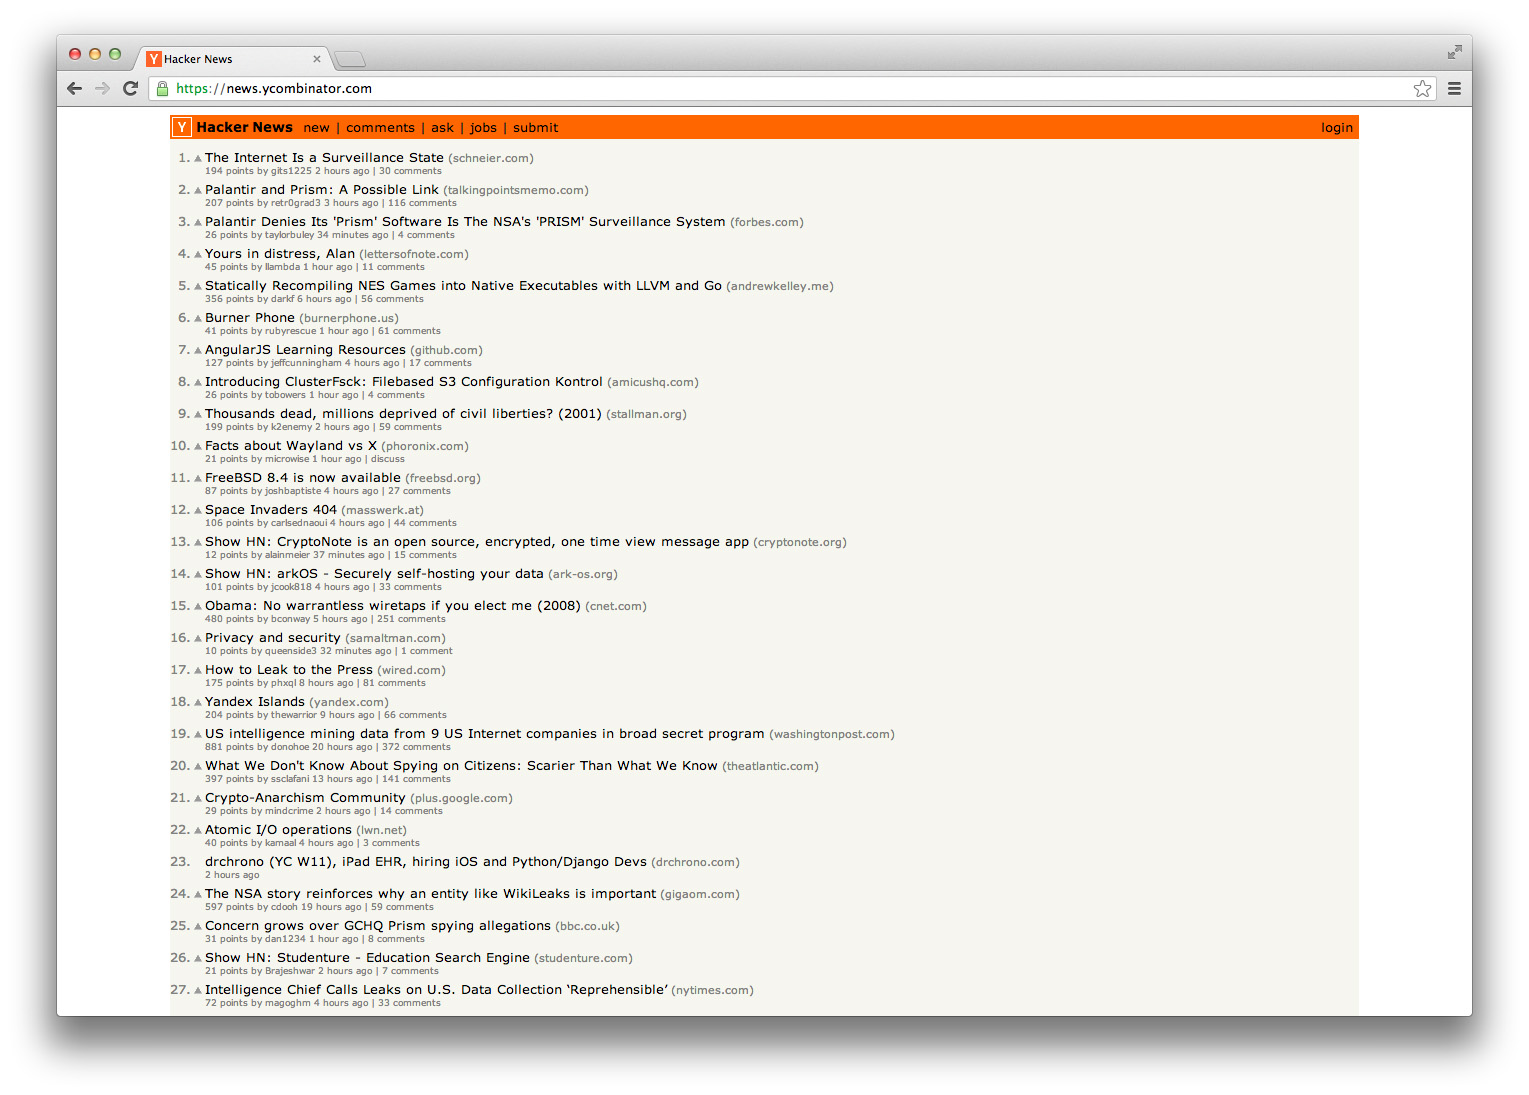 Y Hacker News
https://news.ycombinator.com
Y Hacker News new | comments | ask | jobs | submit login
1. The Internet Is a Surveillance State (schneier.com)
194 points by gits1225 2 hours ago | 30 comments
2. Palantir and Prism: A Possible Link (talkingpointsmemo.com)
207 points by retr0grad3 3 hours ago | 116 comments
3. Palantir Denies Its 'Prism' Software Is The NSA's 'PRISM' Surveillance System (forbes.com)
26 points by taylorbuley 34 minutes ago | 4 comments
4. Yours in distress, Alan (lettersofnote.com)
45 points by llambda 1 hour ago | 11 comments
5. Statically Recompiling NES Games into Native Executables with LLVM and Go (andrewkelley.me)
356 points by darkf 6 hours ago | 56 comments
6. Burner Phone (burnerphone.us)
41 points by rubyrescue 1 hour ago | 61 comments
7. AngularJS Learning Resources (github.com)
127 points by jeffcunningham 4 hours ago | 17 comments
8. Introducing ClusterFsck: Filebased S3 Configuration Kontrol (amicushq.com)
26 points by tobowers 1 hour ago | 4 comments
9. Thousands dead, millions deprived of civil liberties? (2001) (stallman.org)
199 points by k2enemy 2 hours ago | 59 comments
10. Facts about Wayland vs X (phoronix.com)
21 points by microwise 1 hour ago | discuss
11. FreeBSD 8.4 is now available (freebsd.org)
87 points by joshbaptiste 4 hours ago | 27 comments
12. Space Invaders 404 (masswerk.at)
106 points by carlsednaoui 4 hours ago | 44 comments
13. Show HN: CryptoNote is an open source, encrypted, one time view message app (cryptonote.org)
12 points by alainmeier 37 minutes ago | 15 comments
14. Show HN: arkOS - Securely self-hosting your data (ark-os.org)
101 points by jcook818 4 hours ago | 33 comments
15. Obama: No warrantless wiretaps if you elect me (2008) (cnet.com)
480 points by bconway 5 hours ago | 251 comments
16. Privacy and security (samaltman.com)
10 points by queenside3 32 minutes ago | 1 comment
17. How to Leak to the Press (wired.com)
175 points by phxql 8 hours ago | 81 comments
18. Yandex Islands (yandex.com)
204 points by thewarrior 9 hours ago | 66 comments
19. US intelligence mining data from 9 US Internet companies in broad secret program (washingtonpost.com)
881 points by donohoe 20 hours ago | 372 comments
20. What We Don't Know About Spying on Citizens: Scarier Than What We Know (theatlantic.com)
397 points by ssclafani 13 hours ago | 141 comments
21. Crypto-Anarchism Community (plus.google.com)
29 points by mindcrime 2 hours ago | 14 comments
22. Atomic I/O operations (lwn.net)
40 points by kamaal 4 hours ago | 3 comments
23. drchrono (YC W11), iPad EHR, hiring iOS and Python/Django Devs (drchrono.com)
2 hours ago
24. The NSA story reinforces why an entity like WikiLeaks is important (gigaom.com)
597 points by cdooh 19 hours ago | 59 comments
25. Concern grows over GCHQ Prism spying allegations (bbc.co.uk)
31 points by dan1234 1 hour ago | 8 comments
26. Show HN: Studenture - Education Search Engine (studenture.com)
21 points by Brajeshwar 2 hours ago | 7 comments
27. Intelligence Chief Calls Leaks on U.S. Data Collection ‘Reprehensible’ (nytimes.com)
72 points by magoghm 4 hours ago | 33 comments